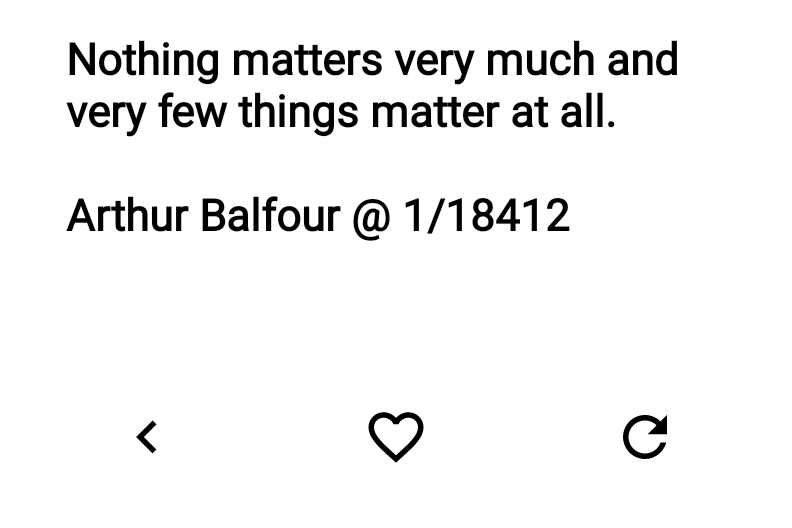 Nothing matters very much and
very few things matter at all.
Arthur Balfour @ 1/18412